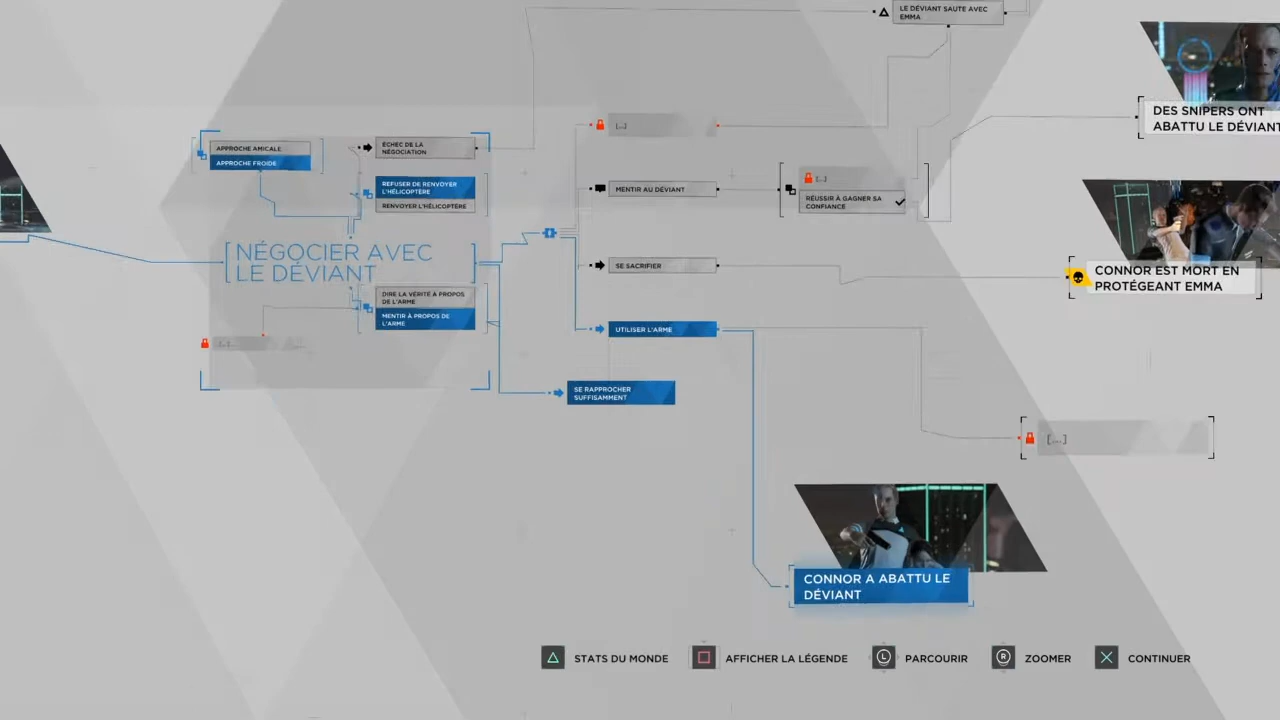 LE DÉVIANT SAUTE AVEC
EMMA
DES SNIPERS ONT
ABATTU LE DÉVIANT
[...]
APPROCHE AMICALE
APPROCHE FROIDE
ÉCHEC DE LA
NÉGOCIATION
REFUSER DE RENVOYER
L'HÉLICOPTÈRE
RENVOYER L'HÉLICOPTÈRE
MENTIR AU DÉVIANT
[...]
RÉUSSIR À GAGNER SA
CONFIANCE
NÉGOCIER AVEC
LE DÉVIANT
SE SACRIFIER
CONNOR EST MORT EN
PROTÉGEANT EMMA
DIRE LA VÉRITÉ À PROPOS
DE L'ARME
MENTIR À PROPOS DE
L'ARME
UTILISER L'ARME
[...]
SE RAPPROCHER
SUFFISAMMENT
[...]
CONNOR A ABATTU LE
DÉVIANT
STATS DU MONDE
AFFICHER LA LÉGENDE
L
PARCOURIR
R
ZOOMER
CONTINUER